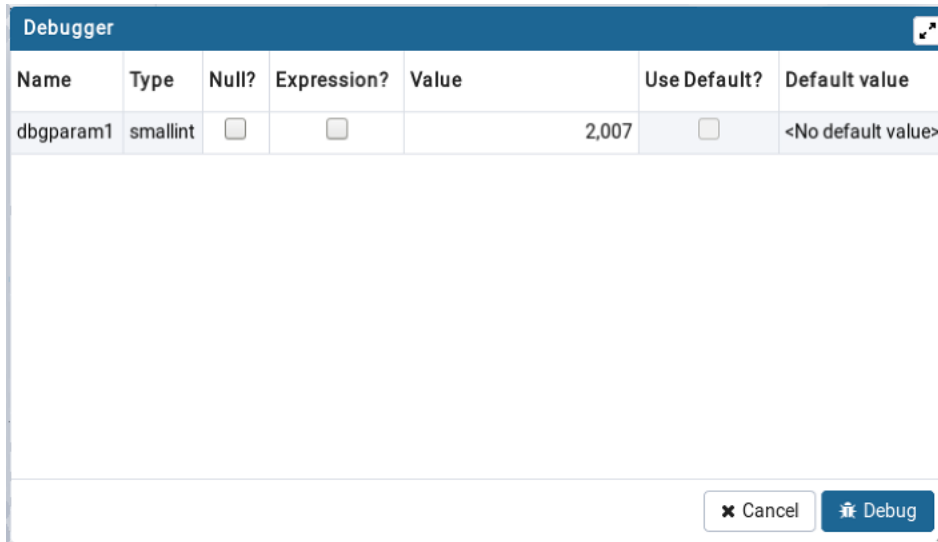 Debugger
Name Type Null? Expression? Value Use Default? Default value
dbgparam1 smallint 2,007 <No default value>
Cancel Debug